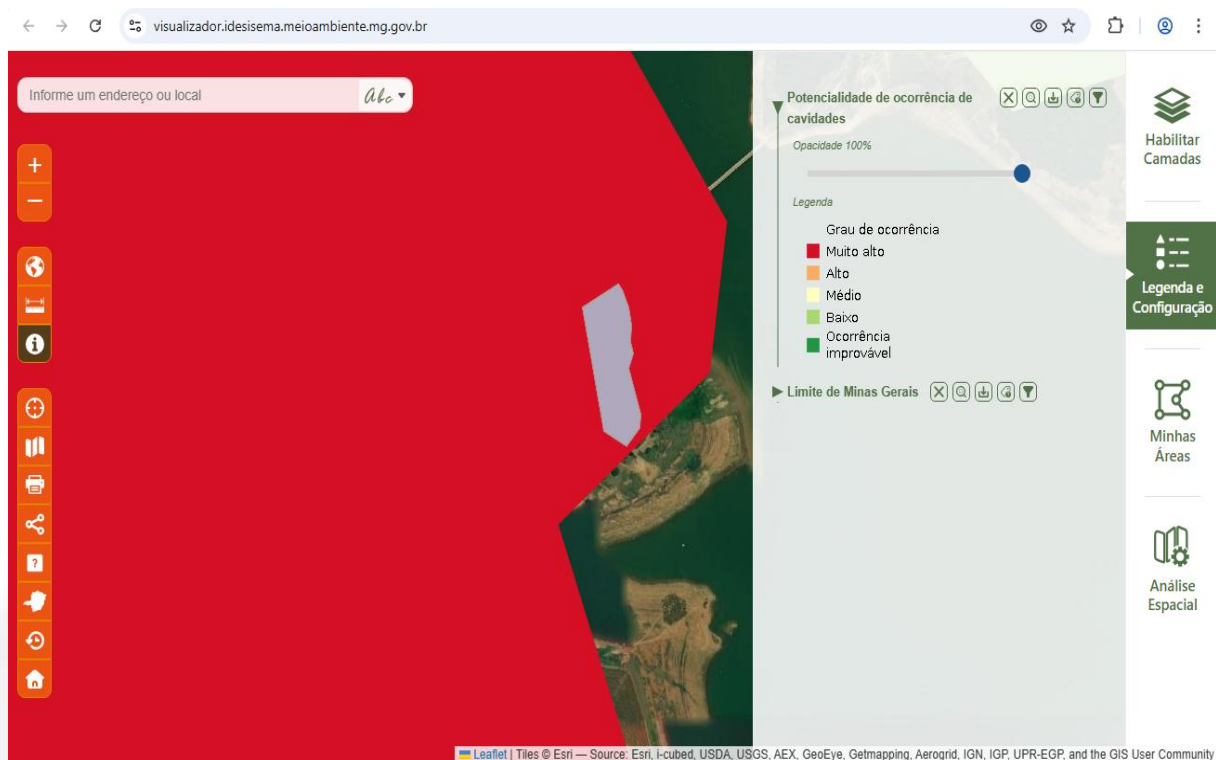 visualizador.idesisema.meioambiente.mg.gov.br
Informe um endereço ou local
Abc
Potencialidade de ocorrência de
cavidades
Opacidade 100%
Legenda
Grau de ocorrência
Muito alto
Alto
Médio
Baixo
Ocorrência
improvável
Limite de Minas Gerais
Habilitar
Camadas
Legenda e
Configuração
Minhas
Áreas
Análise
Espacial
Leaflet | Tiles © Esri — Source: Esri, i-cubed, USDA, USGS, AEX, GeoEye, Getmapping, Aerogrid, IGN, IGP, UPR-EGP, and the GIS User Community